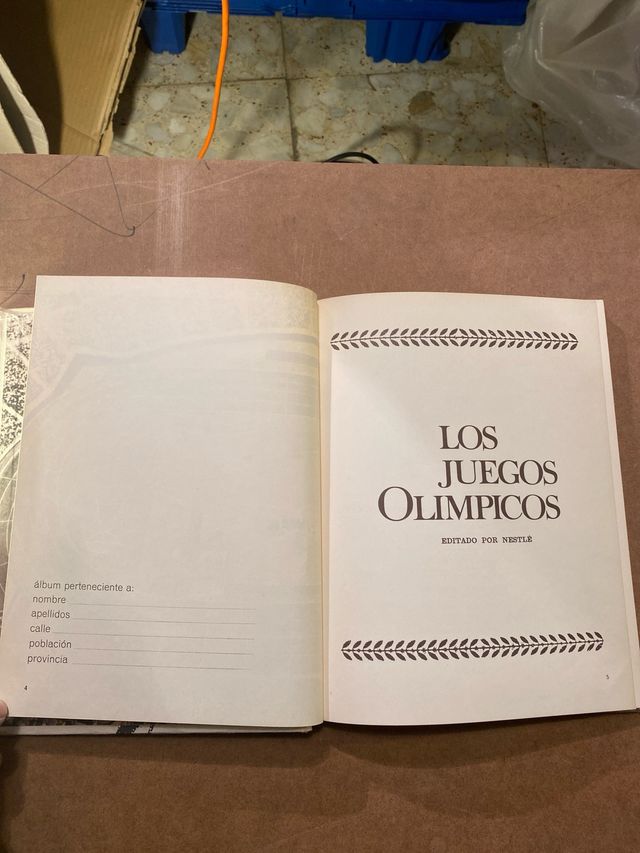 álbum perteneciente a:
nombre
apellidos
calle
población
provincia
4
LOS
JUEGOS
OLIMPICOS
EDITADO POR NESTLÉ
5